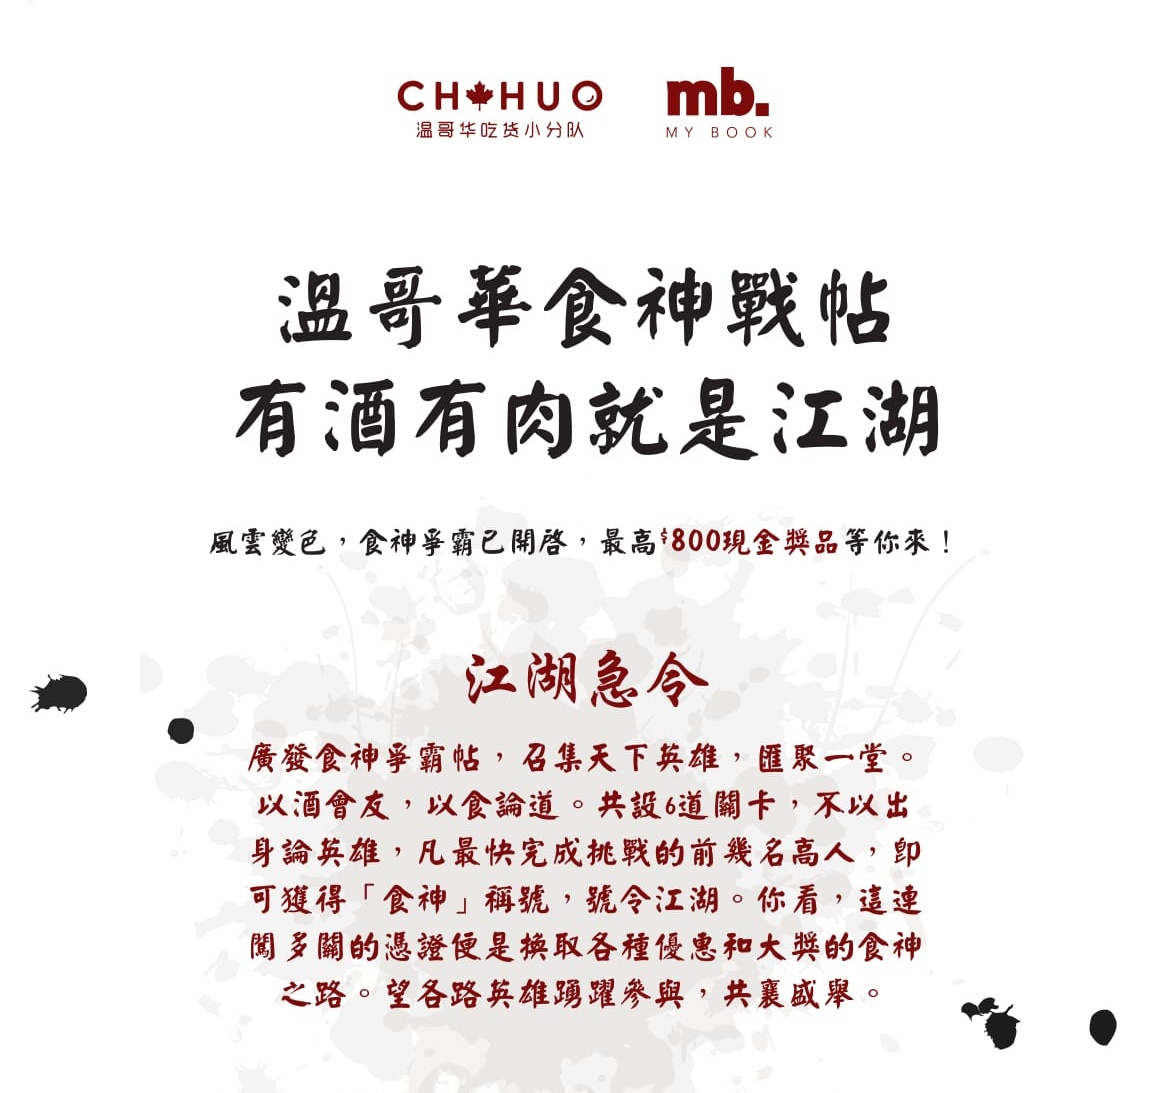 CHIHUO
温哥华吃货小分队
mb.
MY BOOK
溫哥華食神戰帖
有酒有肉就是江湖
風雲變色，食神爭霸已開啓，最高$800現金獎品等你來！
江湖急令
廣發食神爭霸帖，召集天下英雄，匯聚一堂。
以酒會友，以食論道。共設6道關卡，不以出
身論英雄，凡最快完成挑戰的前幾名高人，即
可獲得「食神」稱號，號令江湖。你看，這連
闖多關的憑證便是換取各種優惠和大獎的食神
之路。望各路英雄踴躍參與，共襄盛舉。